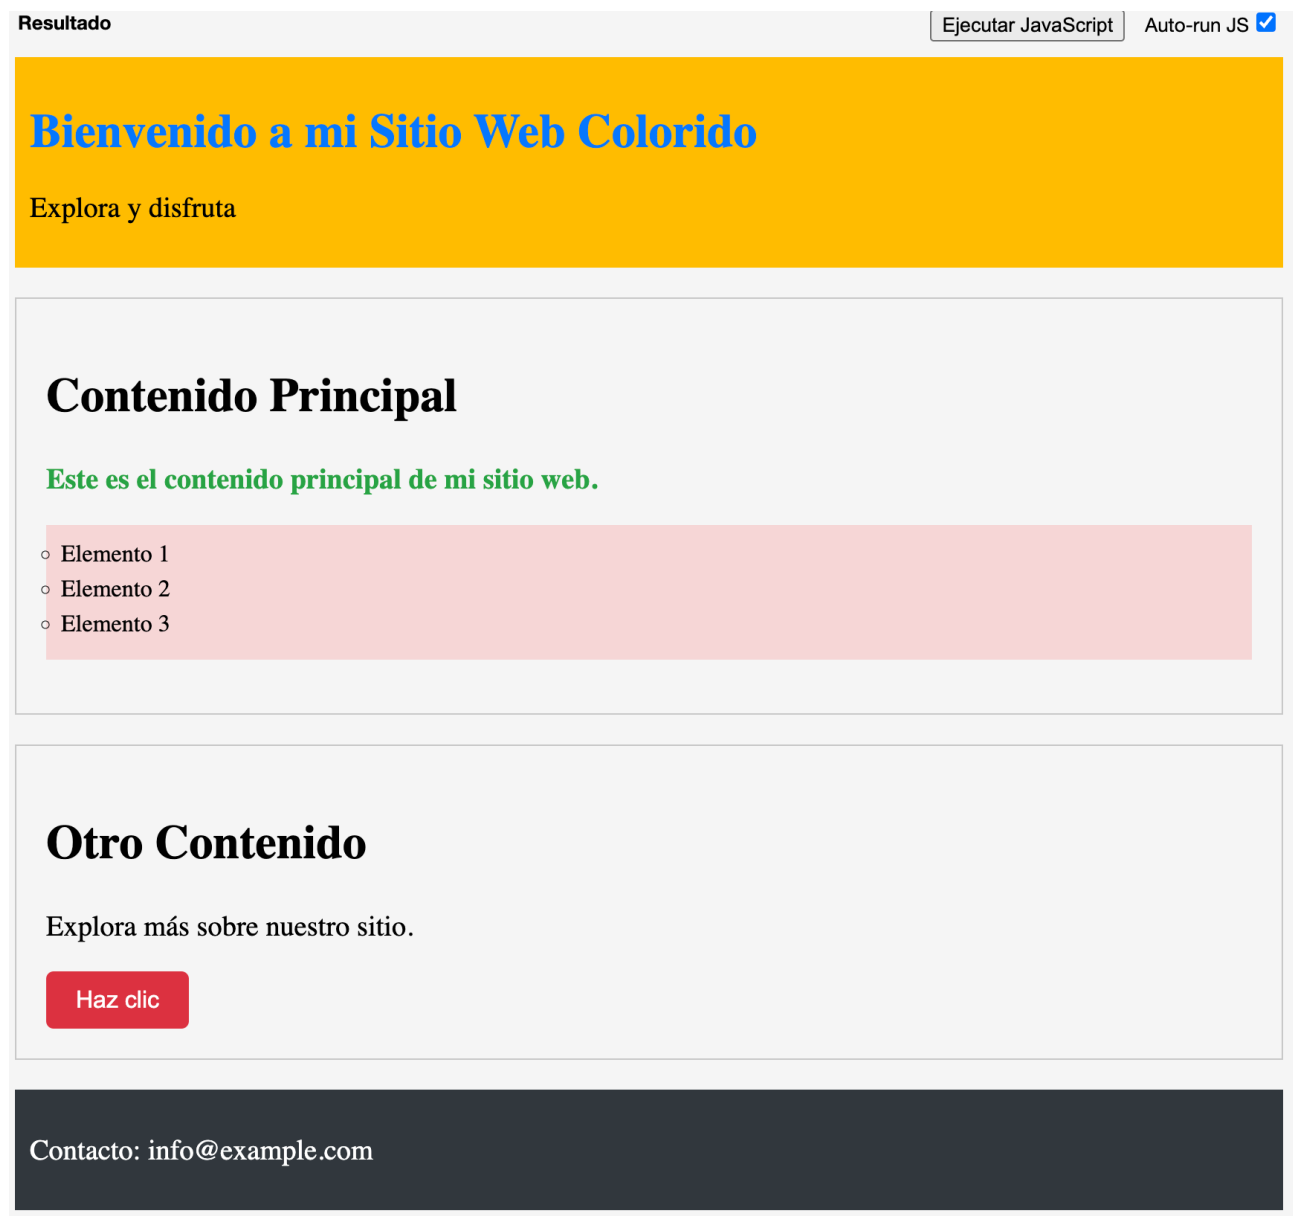 Resultado
Ejecutar JavaScript
Auto-run JS
Bienvenido a mi Sitio Web Colorido
Explora y disfruta
Contenido Principal
Este es el contenido principal de mi sitio web.
Elemento 1
Elemento 2
Elemento 3
Otro Contenido
Explora más sobre nuestro sitio.
Haz clic
Contacto: info@example.com